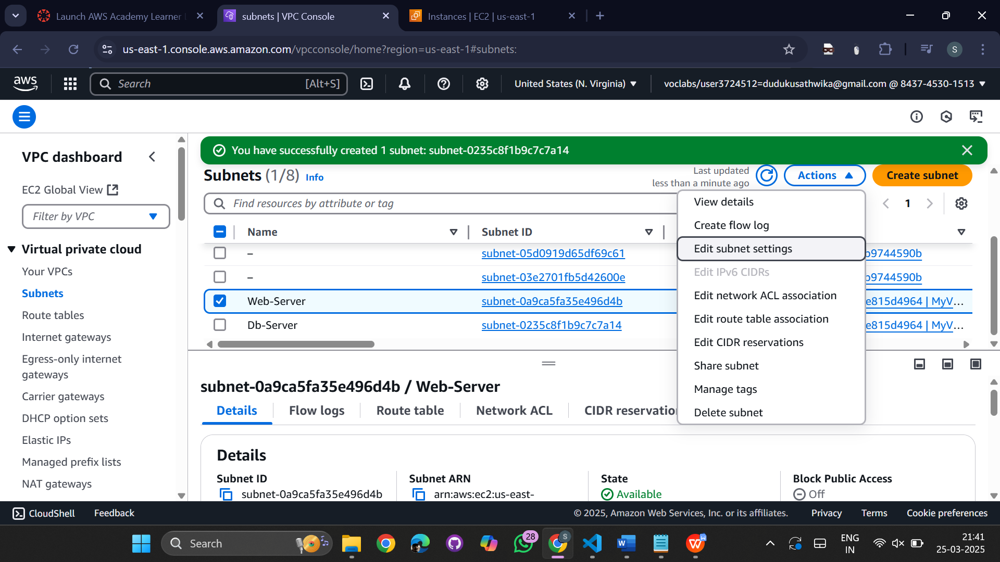 Launch AWS Academy Learner
subnets | VPC Console
Instances | EC2 | us-east-1
us-east-1.console.aws.amazon.com/vpcconsole/home?region=us-east-1#subnets:
S
aws
Search
[Alt+S]
United States (N. Virginia)
voclabs/user3724512=dudukusathwika@gmail.com @ 8437-4530-1513
VPC dashboard
EC2 Global View
Filter by VPC
Virtual private cloud
Your VPCs
Subnets
Route tables
Internet gateways
Egress-only internet
gateways
Carrier gateways
DHCP option sets
Elastic IPs
Managed prefix lists
NAT gateways
You have successfully created 1 subnet: subnet-0235c8f1b9c7c7a14
Subnets (1/8) Info
Last updated
less than a minute ago
Actions
Create subnet
Find resources by attribute or tag
1
Name
Subnet ID
– subnet-05d0919d65df69c61 b9744590b
– subnet-03e2701fb5d42600e b9744590b
Web-Server subnet-0a9ca5fa35e496d4b e815d4964 | MyV...
Db-Server subnet-0235c8f1b9c7c7a14 e815d4964 | MyV...
View details
Create flow log
Edit subnet settings
Edit IPv6 CIDRs
Edit network ACL association
Edit route table association
Edit CIDR reservations
Share subnet
Manage tags
Delete subnet
subnet-0a9ca5fa35e496d4b / Web-Server
Details
Flow logs
Route table
Network ACL
CIDR reservation
Details
Subnet ID
subnet-0a9ca5fa35e496d4b
Subnet ARN
arn:aws:ec2:us-east-
State
Available
Block Public Access
Off
CloudShell
Feedback
© 2025, Amazon Web Services, Inc. or its affiliates.
Privacy
Terms
Cookie preferences
Search
28
S
ENG
IN
21:41
25-03-2025